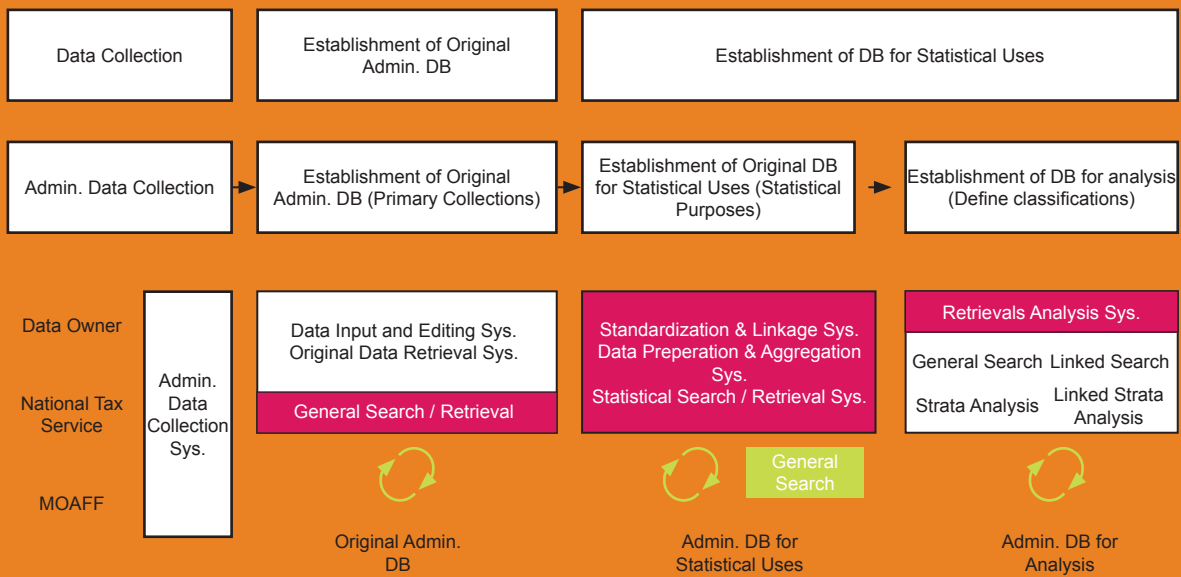 Data Collection
Establishment of Original
Admin. DB
Establishment of DB for Statistical Uses
Admin. Data Collection
Establishment of Original
Admin. DB (Primary Collections)
Establishment of Original DB
for Statistical Uses (Statistical
Purposes)
Establishment of DB for analysis
(Define classifications)
Data Owner
National Tax
Service
MOAFF
Admin.
Data
Collection
Sys.
Data Input and Editing Sys.
Original Data Retrieval Sys.
General Search / Retrieval
Original Admin.
DB
Standardization & Linkage Sys.
Data Preperation & Aggregation
Sys.
Statistical Search / Retrieval Sys.
General
Search
Admin. DB for
Statistical Uses
Retrievals Analysis Sys.
General Search
Linked Search
Strata Analysis
Linked Strata
Analysis
Admin. DB for
Analysis